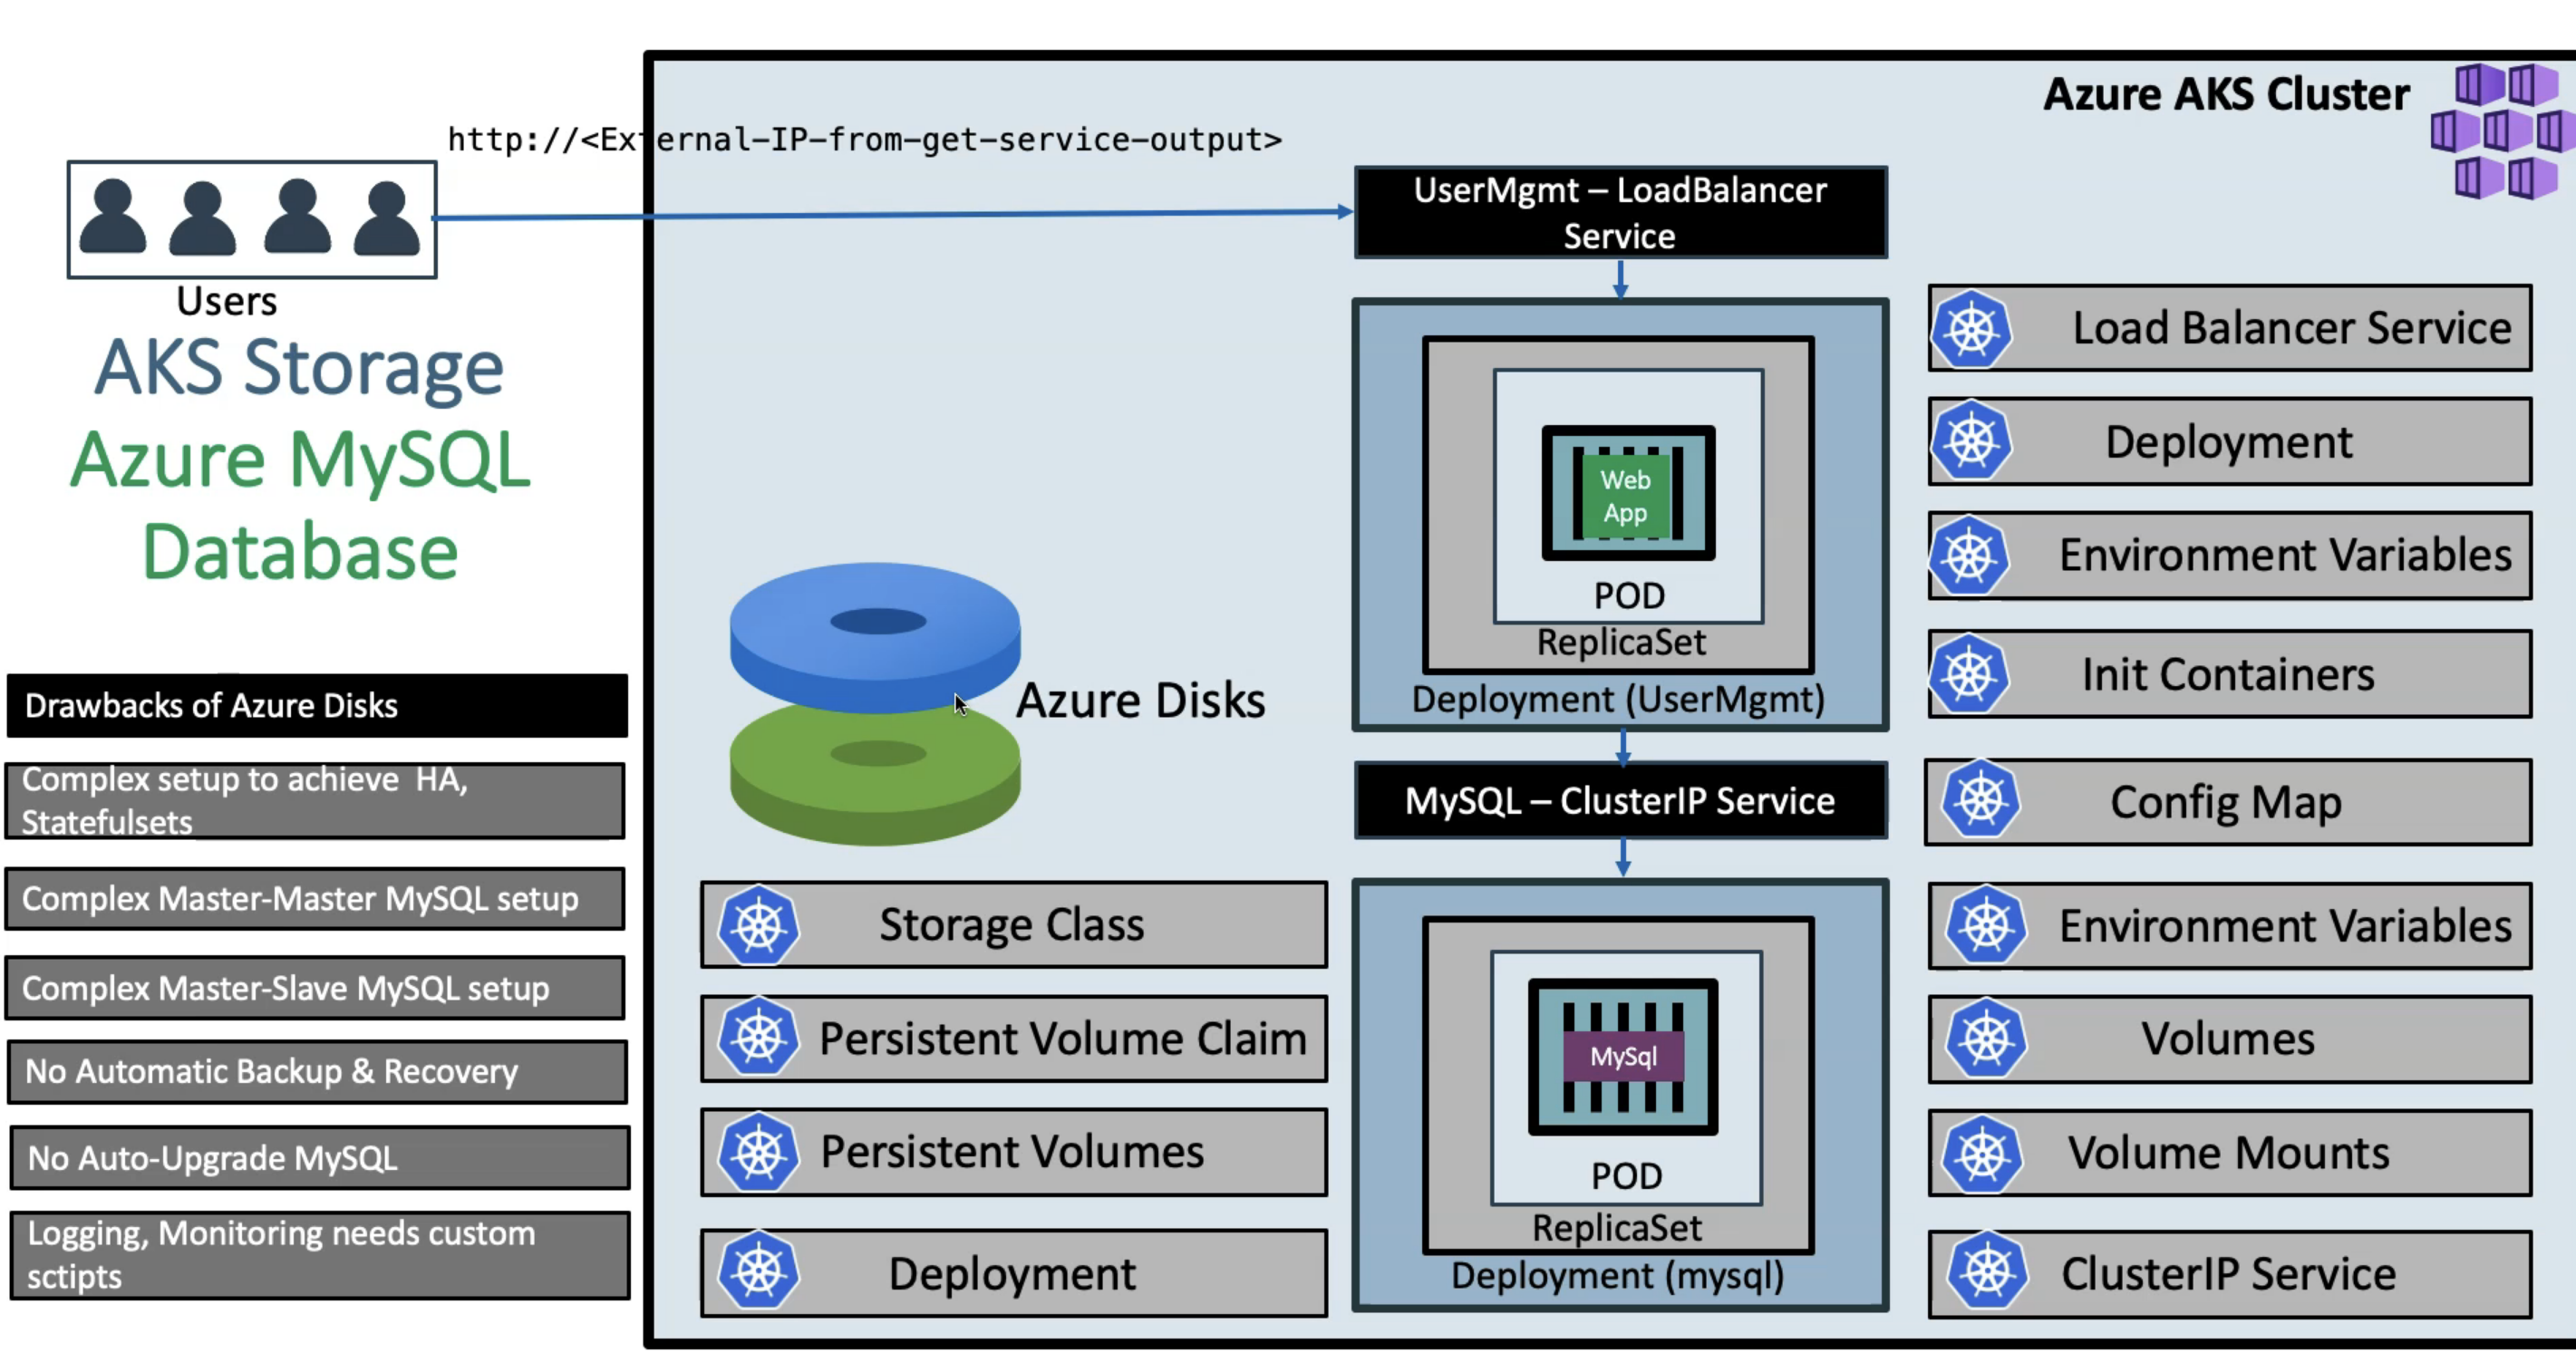 Azure AKS Cluster
http://<External-IP-from-get-service-output>
Users
UserMgmt – LoadBalancer
Service
AKS Storage
Azure MySQL
Database
Drawbacks of Azure Disks
Complex setup to achieve HA,
Statefulsets
Complex Master-Master MySQL setup
Complex Master-Slave MySQL setup
No Automatic Backup & Recovery
No Auto-Upgrade MySQL
Logging, Monitoring needs custom
sctipts
Azure Disks
Storage Class
Persistent Volume Claim
Persistent Volumes
Deployment
Web
App
POD
ReplicaSet
Deployment (UserMgmt)
MySQL – ClusterIP Service
MySql
POD
ReplicaSet
Deployment (mysql)
Load Balancer Service
Deployment
Environment Variables
Init Containers
Config Map
Environment Variables
Volumes
Volume Mounts
ClusterIP Service